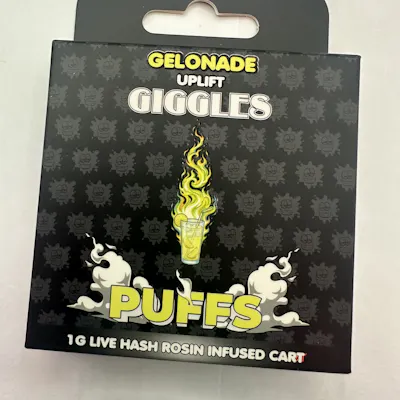 GELONADE
UPLIFT
GIGGLES
PUFFS
1G LIVE HASH ROSIN INFUSED CART